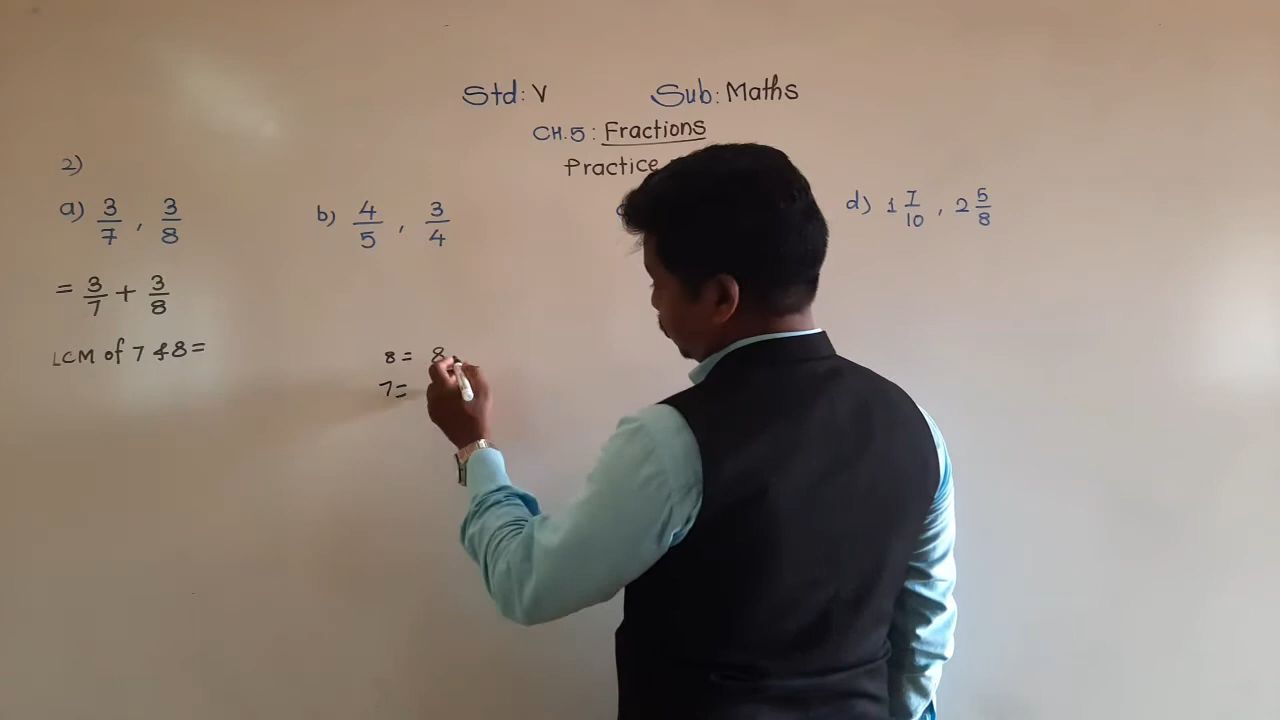 Std: V Sub: Maths
CH.5: Fractions
Practice
2)
a) 3/7, 3/8 b) 4/5, 3/4 d) 1 7/10, 2 5/8
= 3/7 + 3/8
LCM of 7 & 8 =
8 = 8
7 =